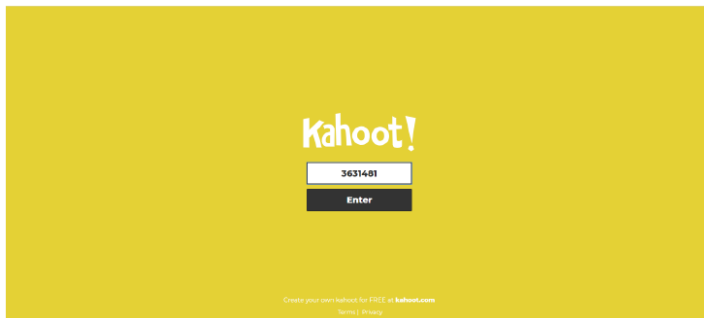 Kahoot!
3631481
Enter
Create your own kahoot for FREE at kahoot.com
Terms | Privacy